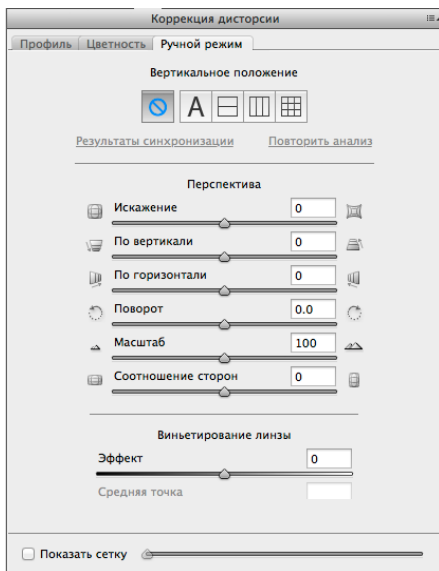 Коррекция дисторсии
Профиль Цветность Ручной режим
Вертикальное положение
A
Результаты синхронизации Повторить анализ
Перспектива
Искажение 0
По вертикали 0
По горизонтали 0
Поворот 0.0
Масштаб 100
Соотношение сторон 0
Виньетирование линзы
Эффект 0
Средняя точка
Показать сетку